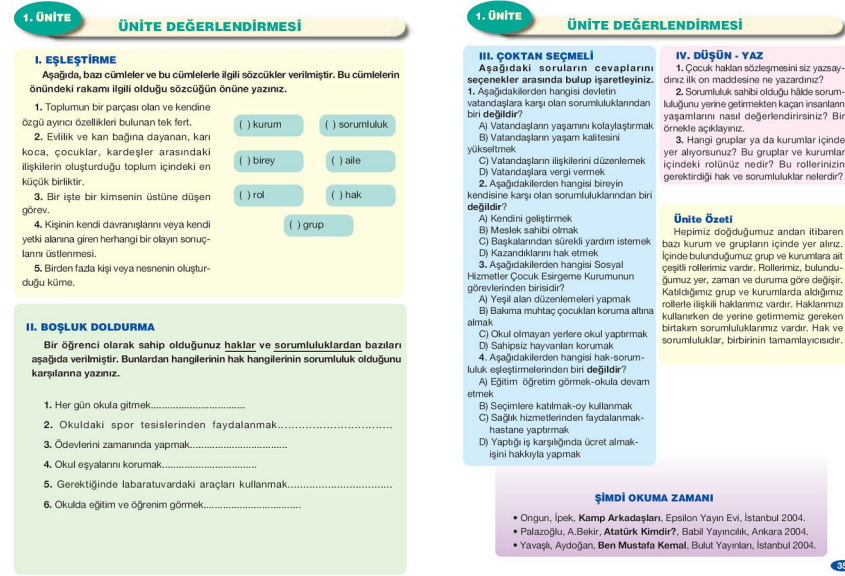 1. ÜNİTE
ÜNİTE DEĞERLENDİRMESİ
I. EŞLEŞTİRME
Aşağıda, bazı cümleler ve bu cümlelerle ilgili sözcükler verilmiştir. Bu cümlelerin
önündeki rakamı ilgili olduğu sözcüğün önüne yazınız.
1. Toplumun bir parçası olan ve kendine
özgü ayırıcı özellikleri bulunan tek fert.
2. Evlilik ve kan bağına dayanan, karı
koca, çocuklar, kardeşler arasındaki
ilişkilerin oluşturduğu toplum içindeki en
küçük birliktir.
3. Bir işte bir kimsenin üstüne düşen
görev.
4. Kişinin kendi davranışlarını veya kendi
yetki alanına giren herhangi bir olayın sonuç-
larını üstlenmesi.
5. Birden fazla kişi veya nesnenin oluştur-
duğu küme.
( ) kurum
( ) sorumluluk
( ) birey
( ) aile
( ) rol
( ) hak
( ) grup
II. BOŞLUK DOLDURMA
Bir öğrenci olarak sahip olduğunuz haklar ve sorumluluklardan bazıları
aşağıda verilmiştir. Bunlardan hangilerinin hak hangilerinin sorumluluk olduğunu
karşılarına yazınız.
1. Her gün okula gitmek..................................
2. Okuldaki spor tesislerinden faydalanmak.................................
3. Ödevlerini zamanında yapmak...................................
4. Okul eşyalarını korumak..................................
5. Gerektiğinde labaratuvardaki araçları kullanmak..................................
6. Okulda eğitim ve öğrenim görmek...................................
1. ÜNİTE
ÜNİTE DEĞERLENDİRMESİ
III. ÇOKTAN SEÇMELİ
Aşağıdaki soruların cevaplarını
seçenekler arasında bulup işaretleyiniz.
1. Aşağıdakilerden hangisi devletin
vatandaşlara karşı olan sorumluluklarından
biri değildir?
A) Vatandaşların yaşamını kolaylaştırmak
B) Vatandaşların yaşam kalitesini
yükseltmek
C) Vatandaşların ilişkilerini düzenlemek
D) Vatandaşlara vergi vermek
2. Aşağıdakilerden hangisi bireyin
kendisine karşı olan sorumluluklarından biri
değildir?
A) Kendini geliştirmek
B) Meslek sahibi olmak
C) Başkalarından sürekli yardım istemek
D) Kazandıklarını hak etmek
3. Aşağıdakilerden hangisi Sosyal
Hizmetler Çocuk Esirgeme Kurumunun
görevlerinden birisidir?
A) Yeşil alan düzenlemeleri yapmak
B) Bakıma muhtaç çocukları koruma altına
almak
C) Okul olmayan yerlere okul yaptırmak
D) Sahipsiz hayvanları korumak
4. Aşağıdakilerden hangisi hak-sorum-
luluk eşleştirmelerinden biri değildir?
A) Eğitim öğretim görmek-okula devam
etmek
B) Seçimlere katılmak-oy kullanmak
C) Sağlık hizmetlerinden faydalanmak-
hastane yaptırmak
D) Yaptığı iş karşılığında ücret almak-
işini hakkıyla yapmak
IV. DÜŞÜN - YAZ
1. Çocuk hakları sözleşmesini siz yazsay-
dınız ilk on maddesine ne yazardınız?
2. Sorumluluk sahibi olduğu hâlde sorum-
luluğunu yerine getirmekten kaçan insanların
yaşamlarını nasıl değerlendirirsiniz? Bir
örnekle açıklayınız.
3. Hangi gruplar ya da kurumlar içinde
yer alıyorsunuz? Bu gruplar ve kurumlar
içindeki rolünüz nedir? Bu rollerinizin
gerektirdiği hak ve sorumluluklar nelerdir?
Ünite Özeti
Hepimiz doğduğumuz andan itibaren
bazı kurum ve grupların içinde yer alırız.
İçinde bulunduğumuz grup ve kurumlara ait
çeşitli rollerimiz vardır. Rollerimiz, bulundu-
ğumuz yer, zaman ve duruma göre değişir.
Katıldığımız grup ve kurumlarda aldığımız
rollerle ilişkili haklarımız vardır. Haklarımızı
kullanırken de yerine getirmemiz gereken
birtakım sorumluluklarımız vardır. Hak ve
sorumluluklar, birbirinin tamamlayıcısıdır.
ŞİMDİ OKUMA ZAMANI
• Ongun, İpek, Kamp Arkadaşları, Epsilon Yayın Evi, İstanbul 2004.
• Palazoğlu, A.Bekir, Atatürk Kimdir?, Babil Yayıncılık, Ankara 2004.
• Yavaşlı, Aydoğan, Ben Mustafa Kemal, Bulut Yayınları, İstanbul 2004.
35